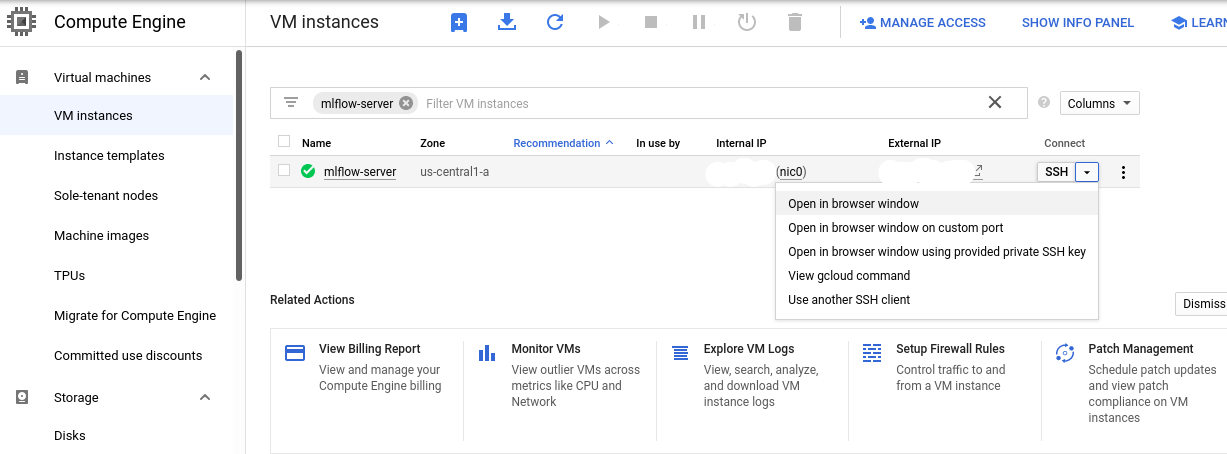 Compute Engine
VM instances
MANAGE ACCESS
SHOW INFO PANEL
LEARN
Virtual machines
VM instances
Instance templates
Sole-tenant nodes
Machine images
TPUs
Migrate for Compute Engine
Committed use discounts
Storage
Disks
mlflow-server
Filter VM instances
?
Columns
Name
Zone
Recommendation
In use by
Internal IP
External IP
Connect
mlflow-server
us-central1-a
(nic0)
SSH
Open in browser window
Open in browser window on custom port
Open in browser window using provided private SSH key
View gcloud command
Use another SSH client
Related Actions
Dismiss
View Billing Report
View and manage your
Compute Engine billing
Monitor VMs
View outlier VMs across
metrics like CPU and
Network
Explore VM Logs
View, search, analyze,
and download VM
instance logs
Setup Firewall Rules
Control traffic to and
from a VM instance
Patch Management
Schedule patch updates
and view patch
compliance on VM
instances